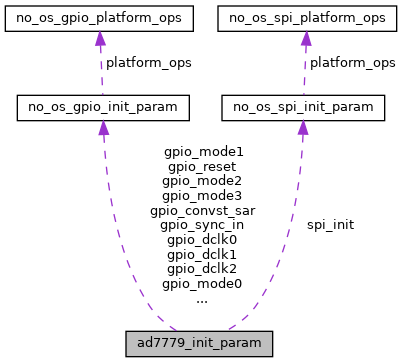 no_os_gpio_platform_ops
no_os_spi_platform_ops
platform_ops
platform_ops
no_os_gpio_init_param
no_os_spi_init_param
gpio_mode1
gpio_reset
gpio_mode2
gpio_mode3
gpio_convst_sar
gpio_sync_in
gpio_dclk0
gpio_dclk1
gpio_dclk2
gpio_mode0
...
spi_init
ad7779_init_param